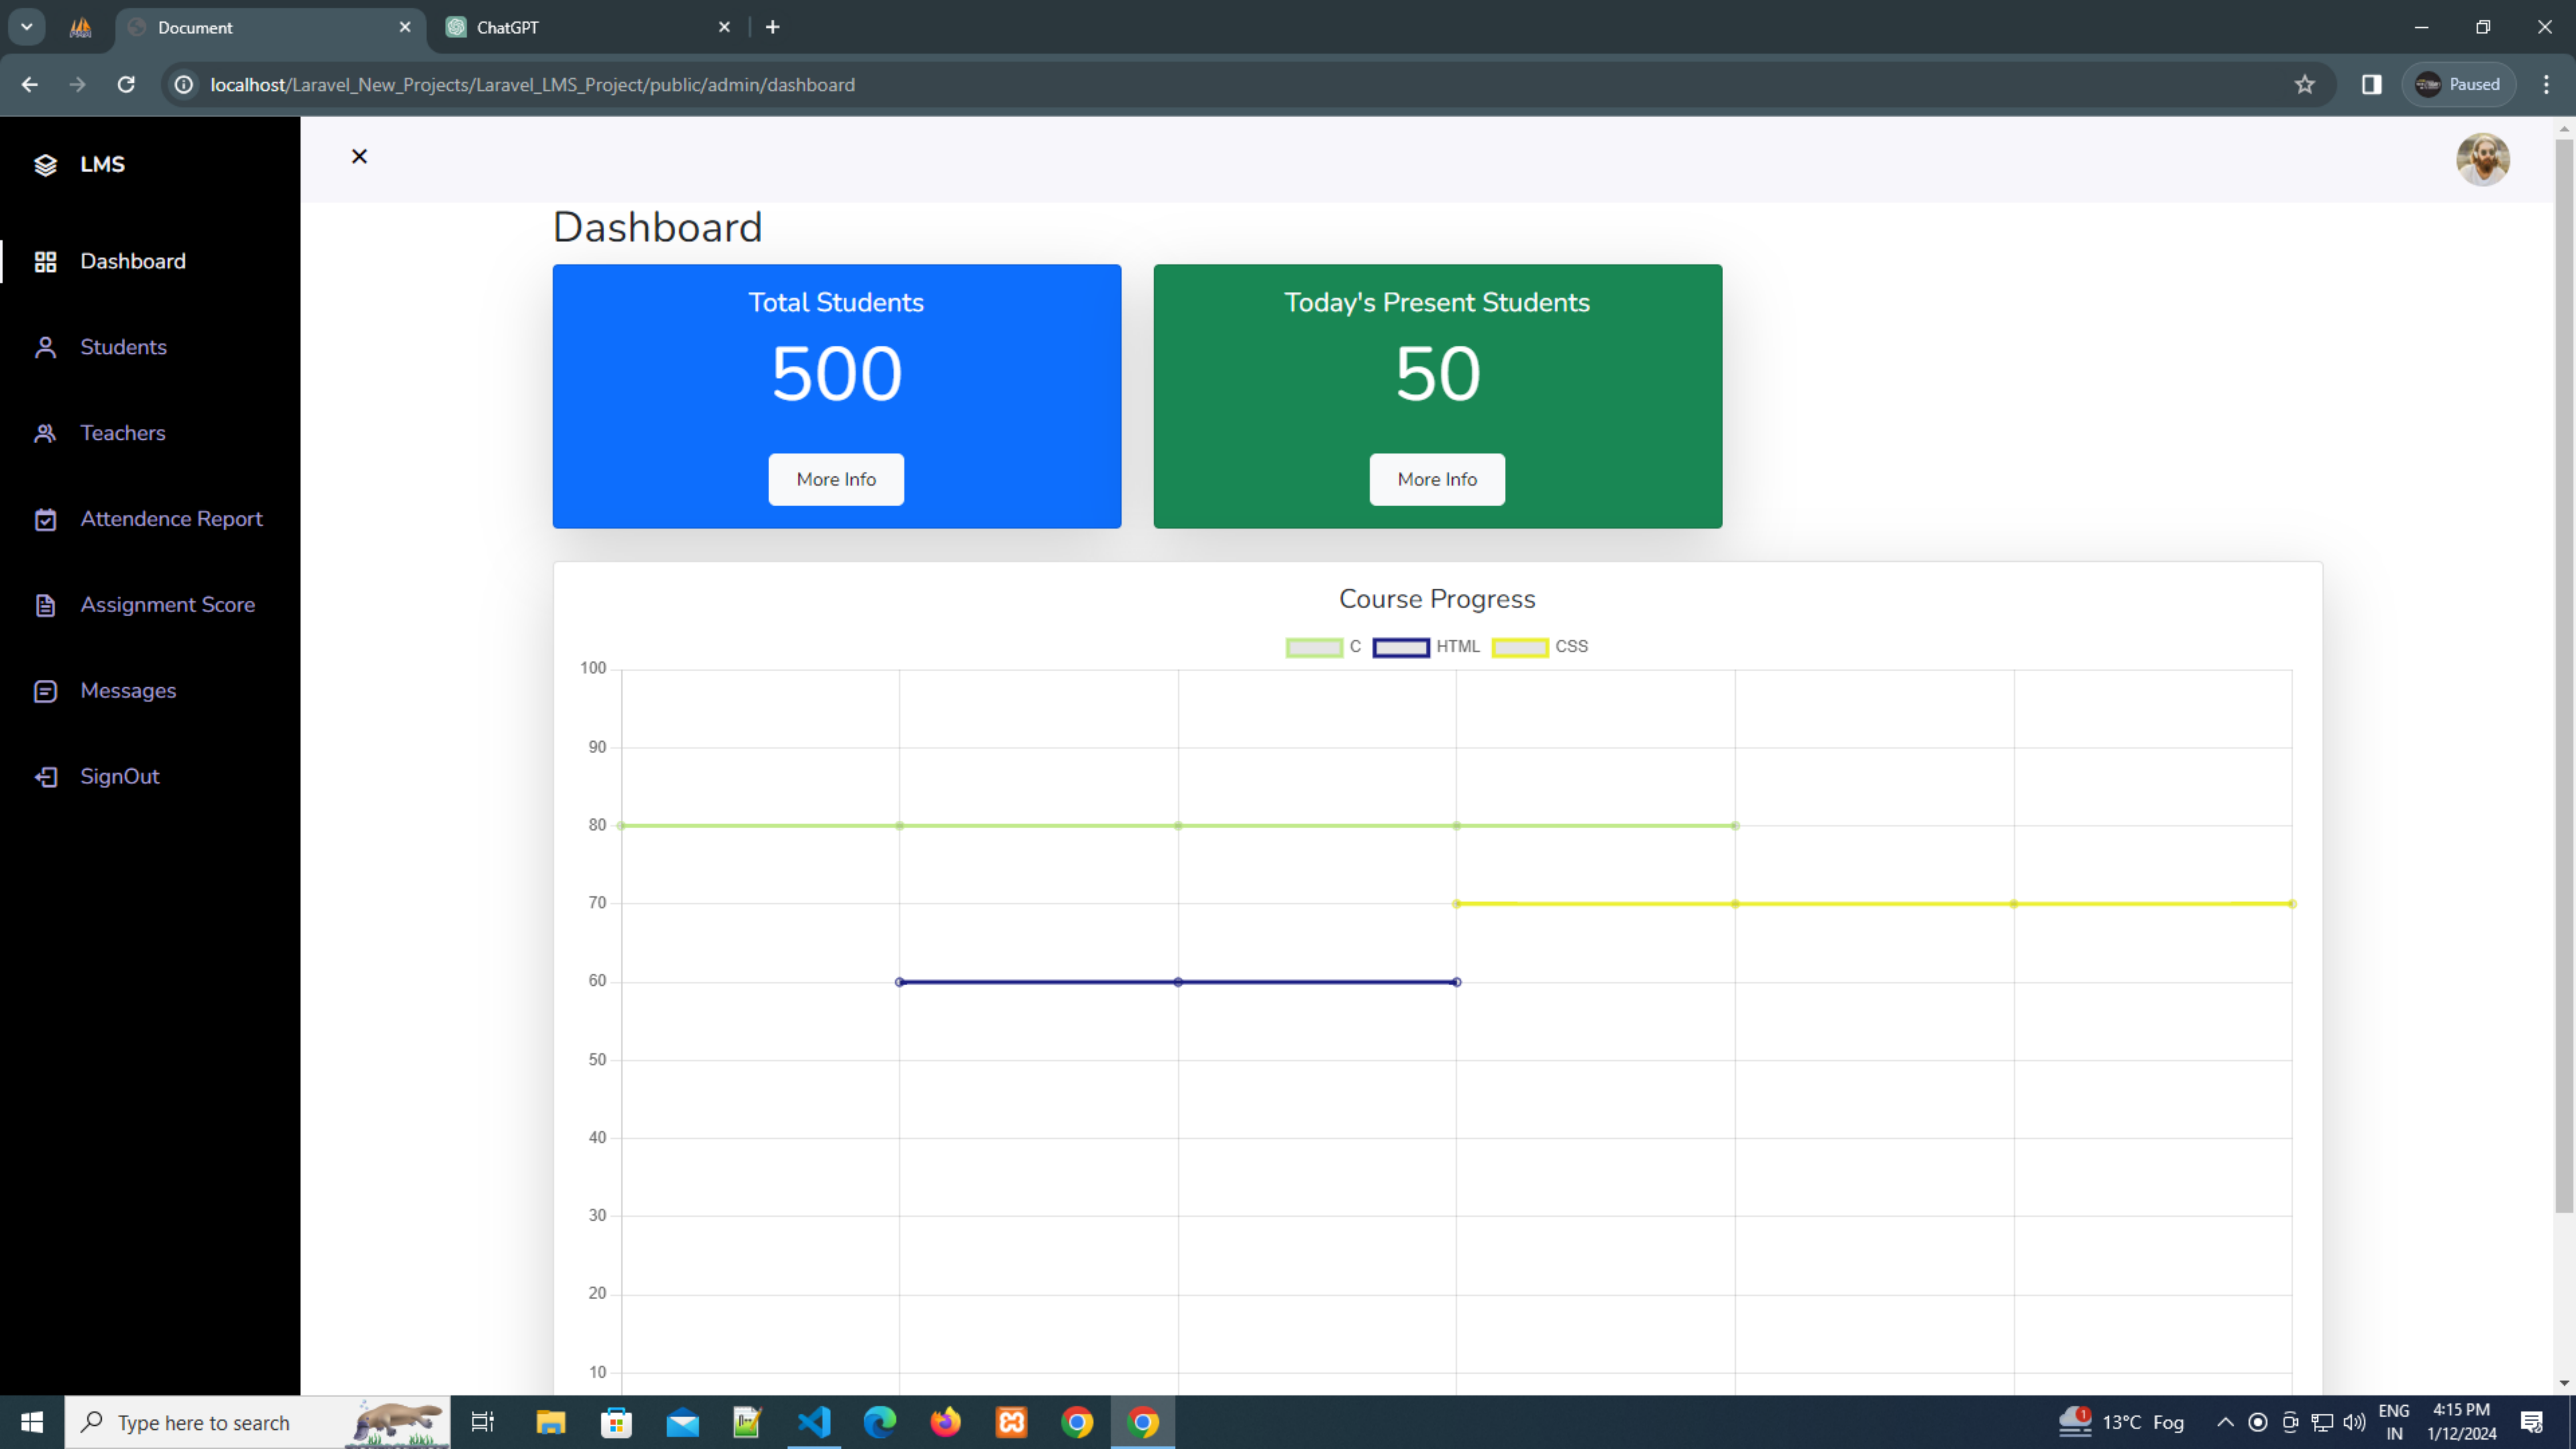 Document
ChatGPT
localhost/Laravel_New_Projects/Laravel_LMS_Project/public/admin/dashboard
Paused
LMS
Dashboard
Students
Teachers
Attendence Report
Assignment Score
Messages
SignOut
Dashboard
Total Students
500
More Info
Today's Present Students
50
More Info
Course Progress
C HTML CSS
100
90
80
70
60
50
40
30
20
10
Type here to search
1
13°C Fog
ENG
IN
4:15 PM
1/12/2024